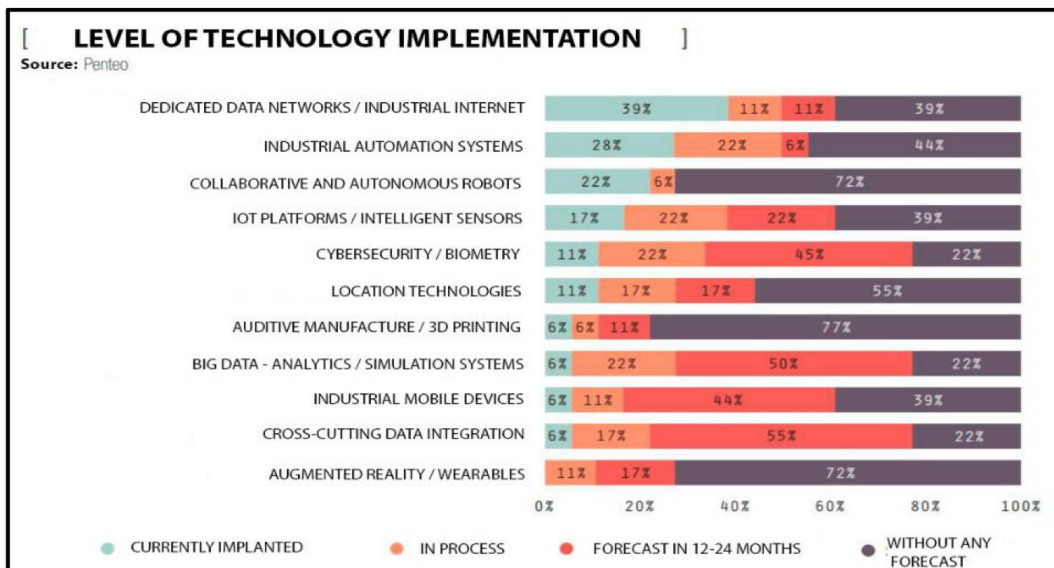 [ LEVEL OF TECHNOLOGY IMPLEMENTATION ]
Source: Penteo
DEDICATED DATA NETWORKS / INDUSTRIAL INTERNET 39% 11% 11% 39%
INDUSTRIAL AUTOMATION SYSTEMS 28% 22% 6% 44%
COLLABORATIVE AND AUTONOMOUS ROBOTS 22% 6% 72%
IOT PLATFORMS / INTELLIGENT SENSORS 17% 22% 22% 39%
CYBERSECURITY / BIOMETRY 11% 22% 45% 22%
LOCATION TECHNOLOGIES 11% 17% 17% 55%
AUDITIVE MANUFACTURE / 3D PRINTING 6% 6% 11% 77%
BIG DATA - ANALYTICS / SIMULATION SYSTEMS 6% 22% 50% 22%
INDUSTRIAL MOBILE DEVICES 6% 11% 44% 39%
CROSS-CUTTING DATA INTEGRATION 6% 17% 55% 22%
AUGMENTED REALITY / WEARABLES 11% 17% 72%
0% 20% 40% 60% 80% 100%
CURRENTLY IMPLANTED IN PROCESS FORECAST IN 12-24 MONTHS WITHOUT ANY
FORECAST